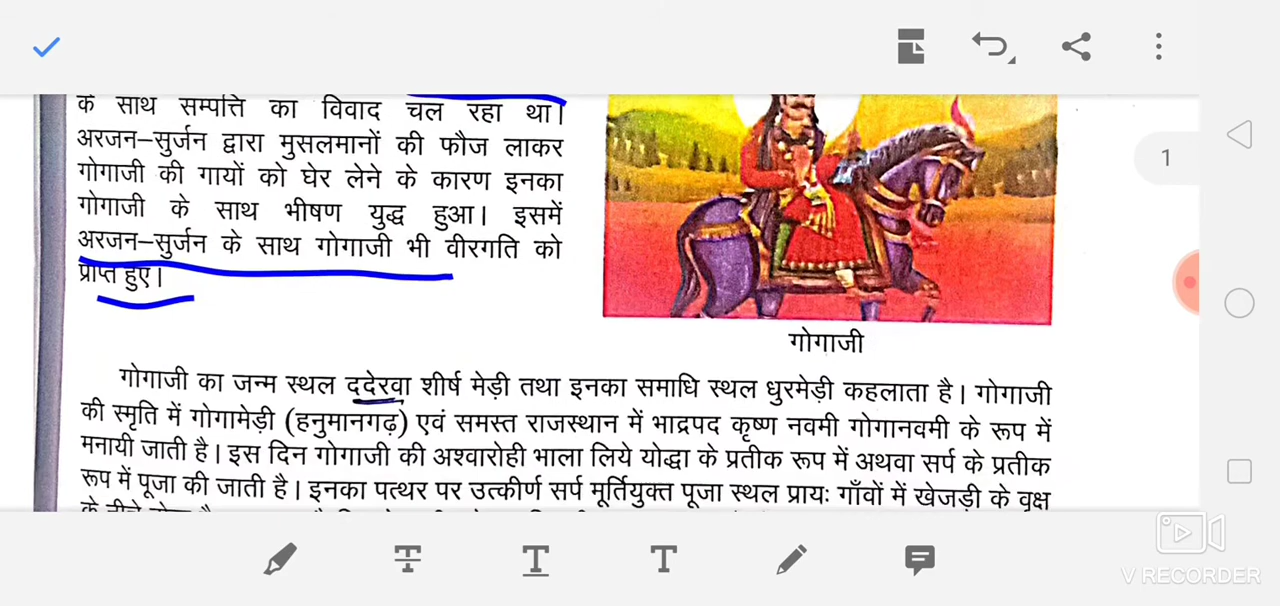 के साथ सम्पत्ति का विवाद चल रहा था।
अरजन–सुर्जन द्वारा मुसलमानों की फौज लाकर
गोगाजी की गायों को घेर लेने के कारण इनका
गोगाजी के साथ भीषण युद्ध हुआ। इसमें
अरजन–सुर्जन के साथ गोगाजी भी वीरगति को
प्राप्त हुए।
गोगाजी
गोगाजी का जन्म स्थल ददेरवा शीर्ष मेड़ी तथा इनका समाधि स्थल धुरमेड़ी कहलाता है। गोगाजी
की स्मृति में गोगामेड़ी (हनुमानगढ़) एवं समस्त राजस्थान में भाद्रपद कृष्ण नवमी गोगानवमी के रूप में
मनायी जाती है। इस दिन गोगाजी की अश्वारोही भाला लिये योद्धा के प्रतीक रूप में अथवा सर्प के प्रतीक
रूप में पूजा की जाती है। इनका पत्थर पर उत्कीर्ण सर्प मूर्तियुक्त पूजा स्थल प्रायः गाँवों में खेजड़ी के वृक्ष
1
T
T
T
V RECORDER